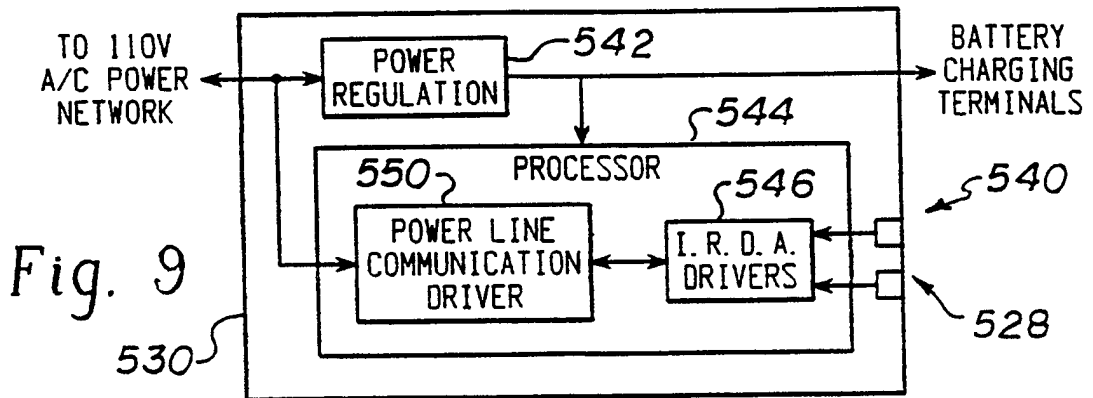 TO 110V
A/C POWER
NETWORK
POWER
REGULATION
542
BATTERY
CHARGING
TERMINALS
544
PROCESSOR
550
POWER LINE
COMMUNICATION
DRIVER
546
I. R. D. A.
DRIVERS
540
528
530
Fig. 9